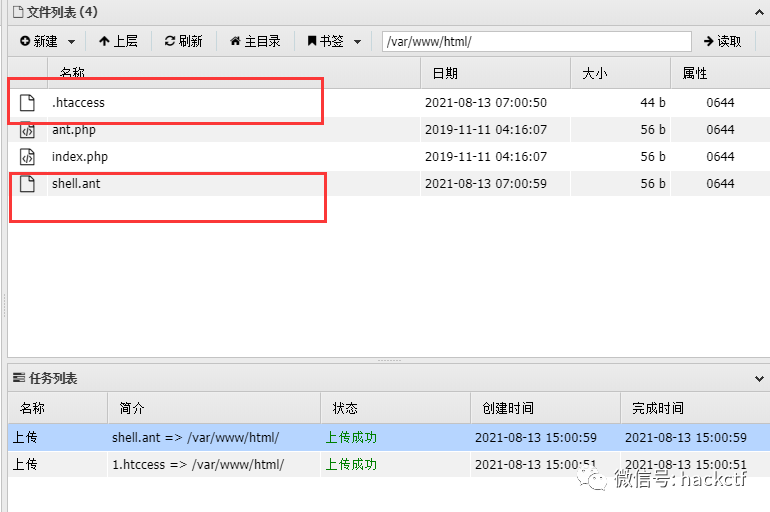 文件列表 (4)
新建 上层 刷新 主目录 书签 /var/www/html/ 读取
名称 日期 大小 属性
.htaccess 2021-08-13 07:00:50 44 b 0644
ant.php 2019-11-11 04:16:07 56 b 0644
index.php 2019-11-11 04:16:07 56 b 0644
shell.ant 2021-08-13 07:00:59 56 b 0644
任务列表
名称 简介 状态 创建时间 完成时间
上传 shell.ant => /var/www/html/ 上传成功 2021-08-13 15:00:59 2021-08-13 15:00:59
上传 1.htccess => /var/www/html/ 上传成功 2021-08-13 15:00:51 2021-08-13 15:00:51
微信号: hackctf